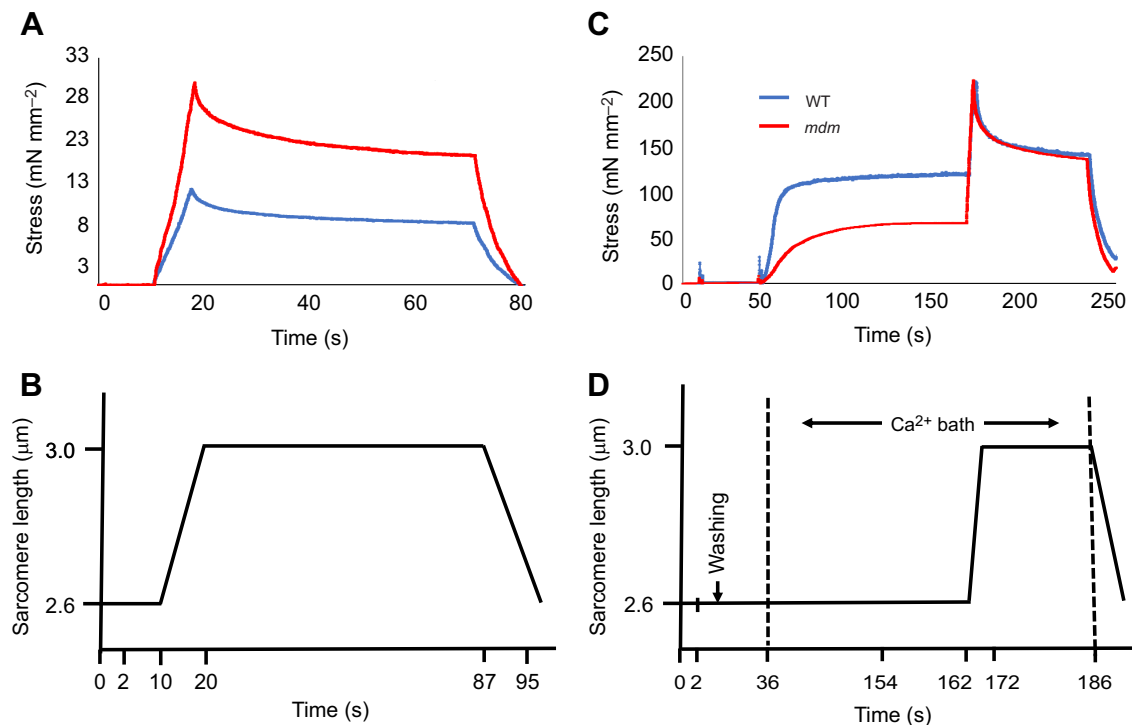 A
33
28
23
13
8
3
Stress (mN mm⁻²)
0 20 40 60 80
Time (s)
C
250
200
150
100
50
0
Stress (mN mm⁻²)
WT
mdm
0 50 100 150 200 250
Time (s)
B
3.0
2.6
Sarcomere length (μm)
0 2 10 20 87 95
Time (s)
D
3.0
2.6
Sarcomere length (μm)
Ca²⁺ bath
Washing
0 2 36 154 162 172 186
Time (s)